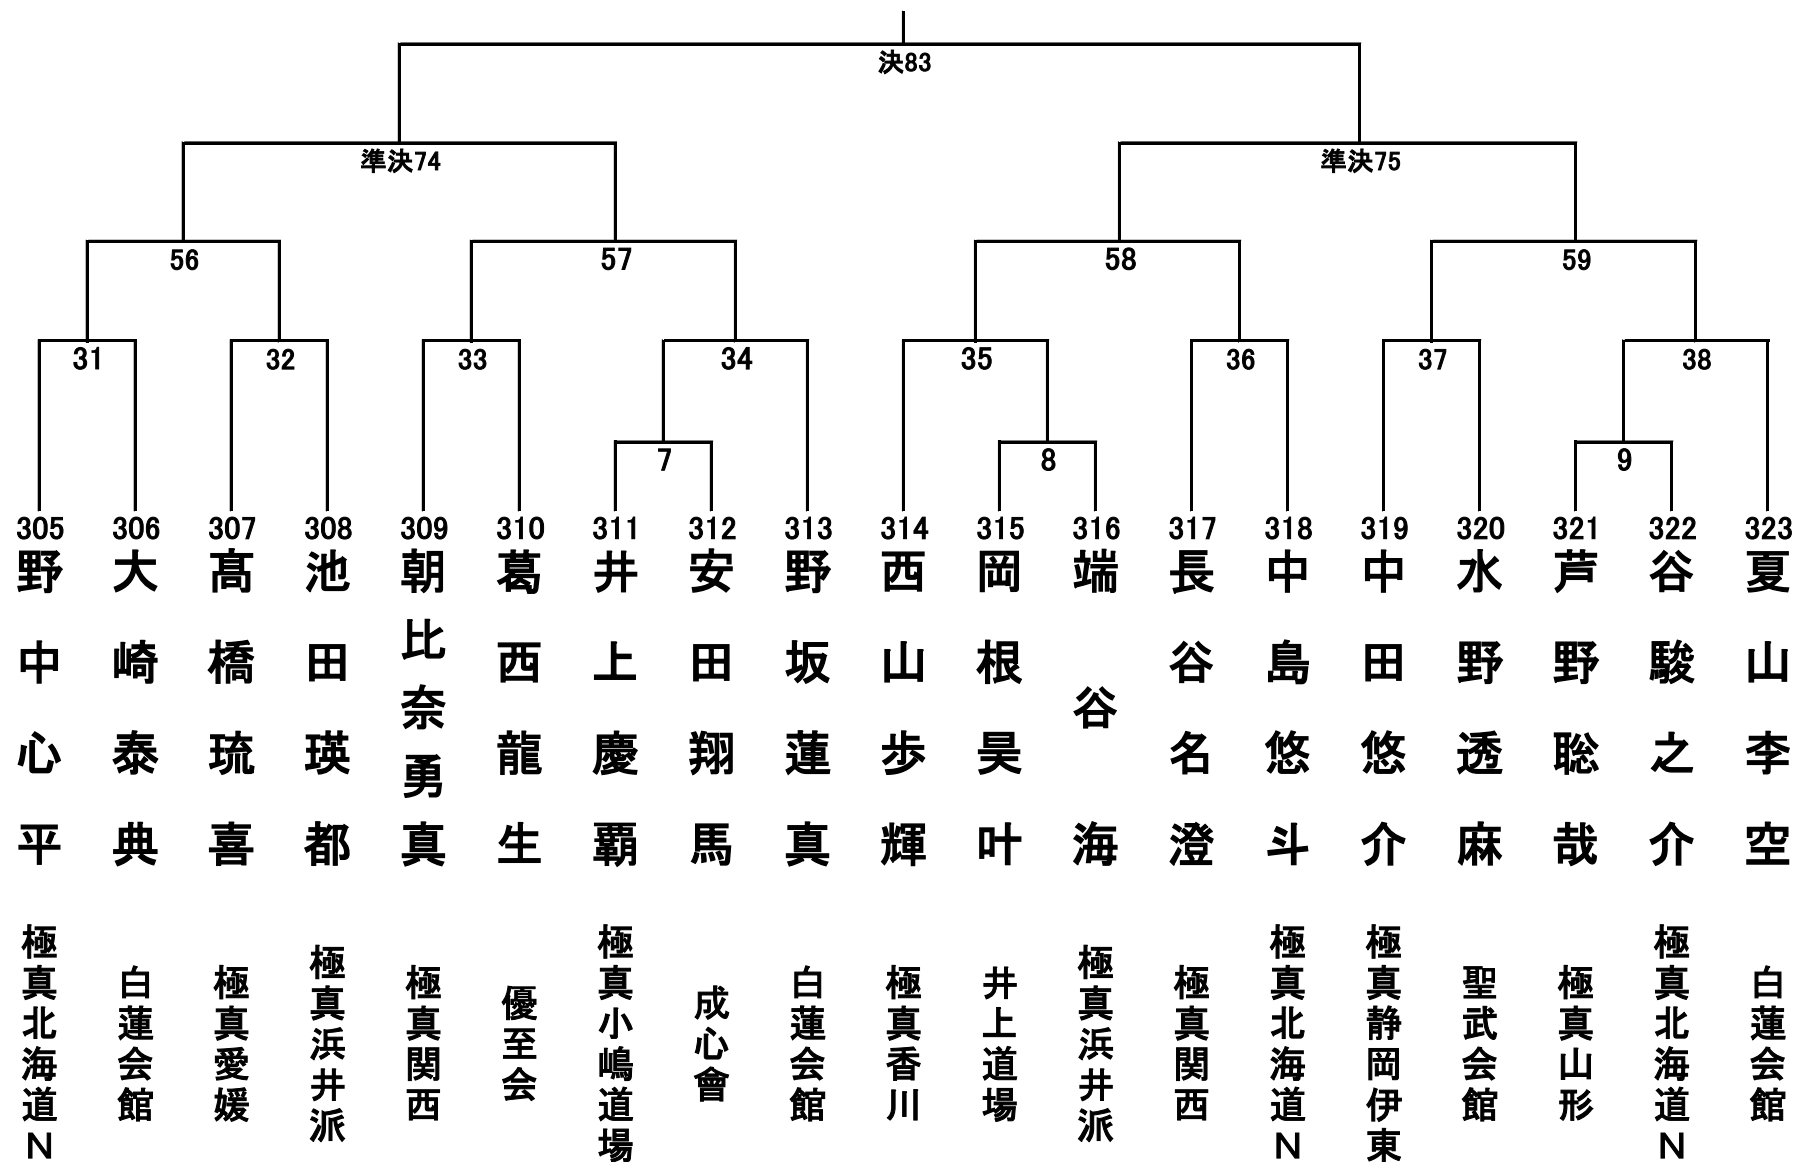 決83
準決74
準決75
56
57
58
59
31
32
33
34
35
36
37
38
7
8
9
305
306
307
308
309
310
311
312
313
314
315
316
317
318
319
320
321
322
323
野中心平
大崎泰典
髙橋琉喜
池田瑛都
朝比奈勇真
葛西龍生
井上慶覇
安田翔馬
野坂蓮真
西山歩輝
岡根昊叶
端谷海
長谷名澄
中島悠斗
中田悠介
水野透麻
芦野聡哉
谷駿之介
夏山李空
極真北海道N
白蓮会館
極真愛媛
極真浜井派
極真関西
優至会
極真小嶋道場
成心會
白蓮会館
極真香川
井上道場
極真浜井派
極真関西
極真北海道N
極真静岡伊東
聖武会館
極真山形
極真北海道N
白蓮会館